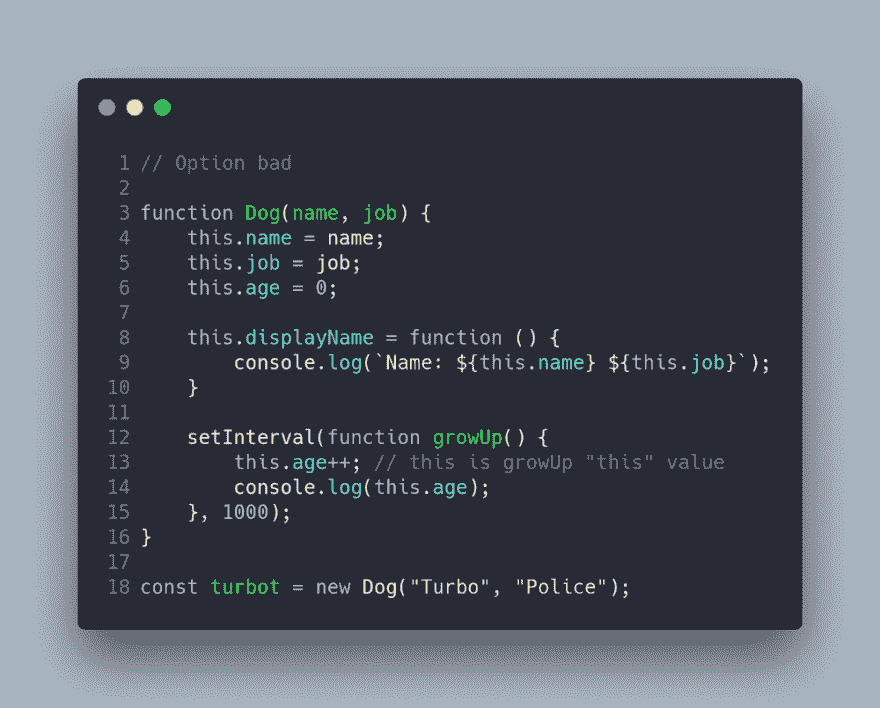 1 // Option bad
2
3 function Dog(name, job) {
4     this.name = name;
5     this.job = job;
6     this.age = 0;
7
8     this.displayName = function () {
9         console.log(`Name: ${this.name} ${this.job}`);
10     }
11
12     setInterval(function growUp() {
13         this.age++; // this is growUp "this" value
14         console.log(this.age);
15     }, 1000);
16 }
17
18 const turbot = new Dog("Turbo", "Police");